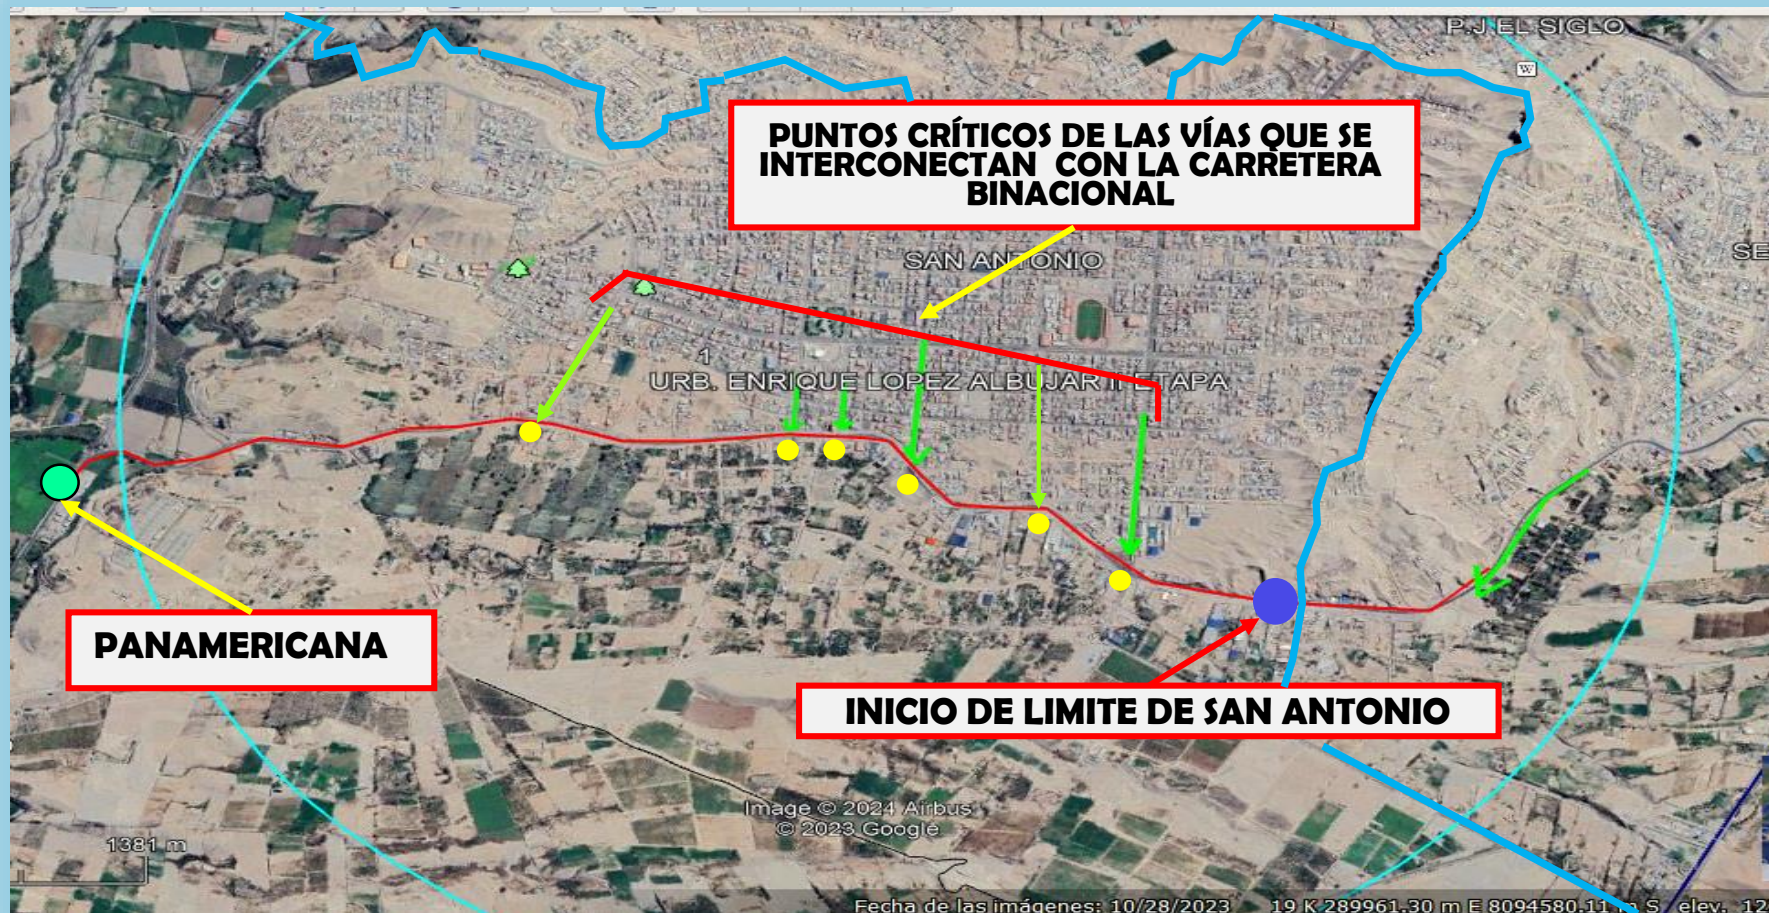 P.J EL SIGLO
W
PUNTOS CRÍTICOS DE LAS VÍAS QUE SE
INTERCONECTAN CON LA CARRETERA
BINACIONAL
SAN ANTONIO
SE
1
URB. ENRIQUE LOPEZ ALBUJAR II ETAPA
PANAMERICANA
INICIO DE LIMITE DE SAN ANTONIO
Image © 2024 Airbus
© 2023 Google
1381 m
Fecha de las imágenes: 10/28/2023 19 K 289961.30 m E 8094580.11 m S elev. 12